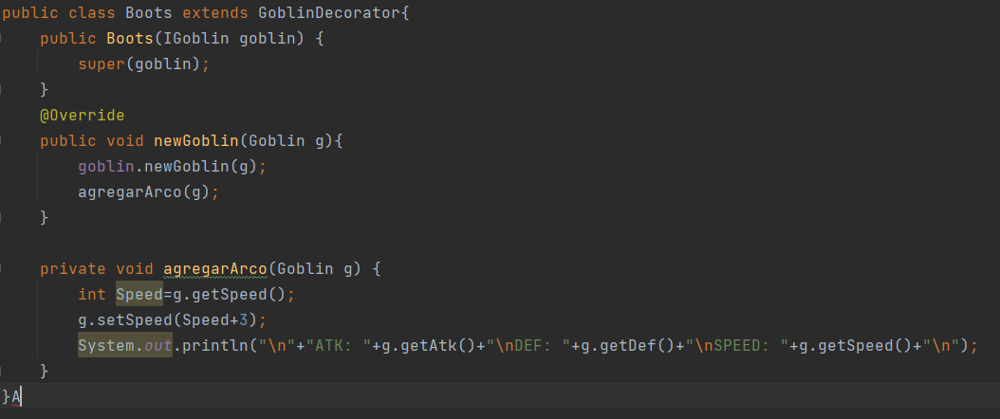 public class Boots extends GoblinDecorator{
    public Boots(IGoblin goblin) {
        super(goblin);
    }
    @Override
    public void newGoblin(Goblin g){
        goblin.newGoblin(g);
        agregarArco(g);
    }

    private void agregarArco(Goblin g) {
        int Speed=g.getSpeed();
        g.setSpeed(Speed+3);
        System.out.println("\n"+"ATK: "+g.getAtk()+"\nDEF: "+g.getDef()+"\nSPEED: "+g.getSpeed()+"\n");
    }
}A